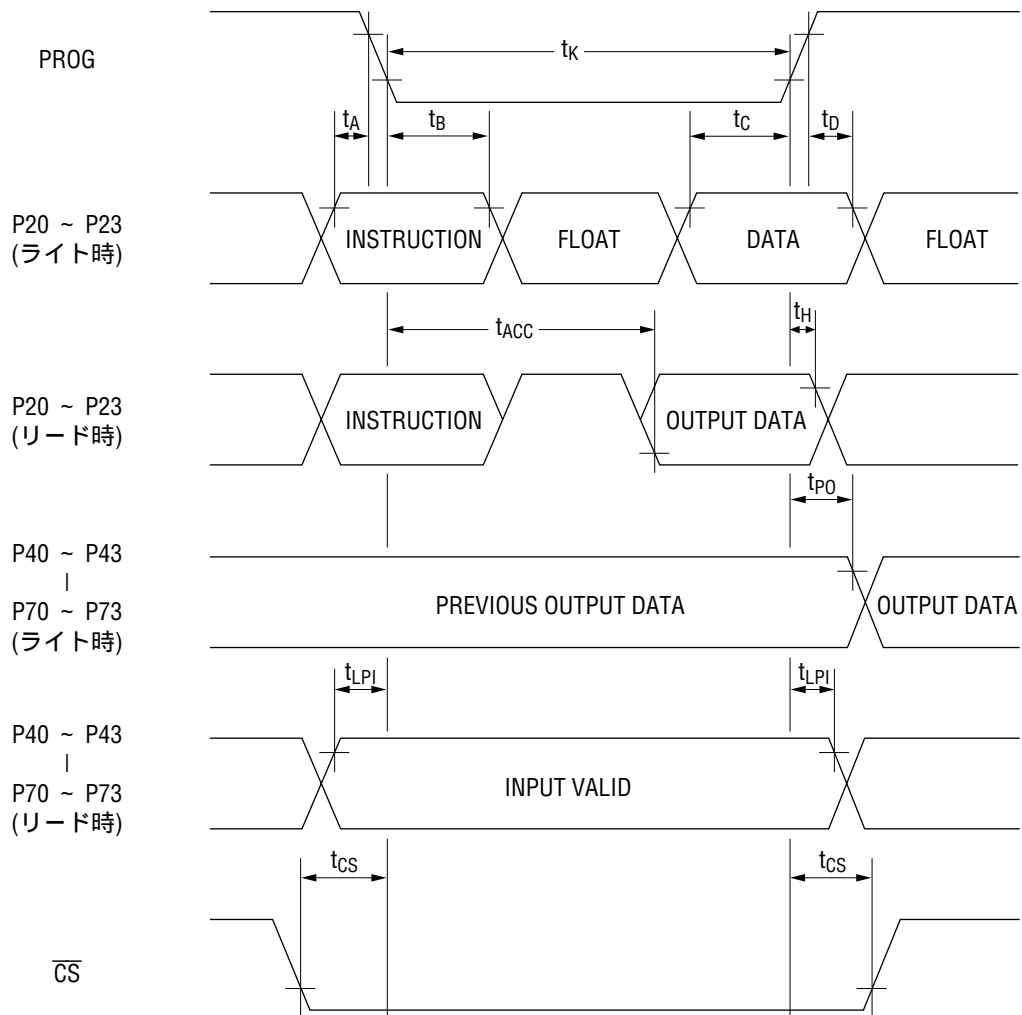 PROG
tK
tA
tB
tC
tD
P20 ~ P23
(ライト時)
INSTRUCTION
FLOAT
DATA
FLOAT
tACC
tH
P20 ~ P23
(リード時)
INSTRUCTION
OUTPUT DATA
tPO
P40 ~ P43
|
P70 ~ P73
(ライト時)
PREVIOUS OUTPUT DATA
OUTPUT DATA
tLPI
tLPI
P40 ~ P43
|
P70 ~ P73
(リード時)
INPUT VALID
tCS
tCS
C̅S̅